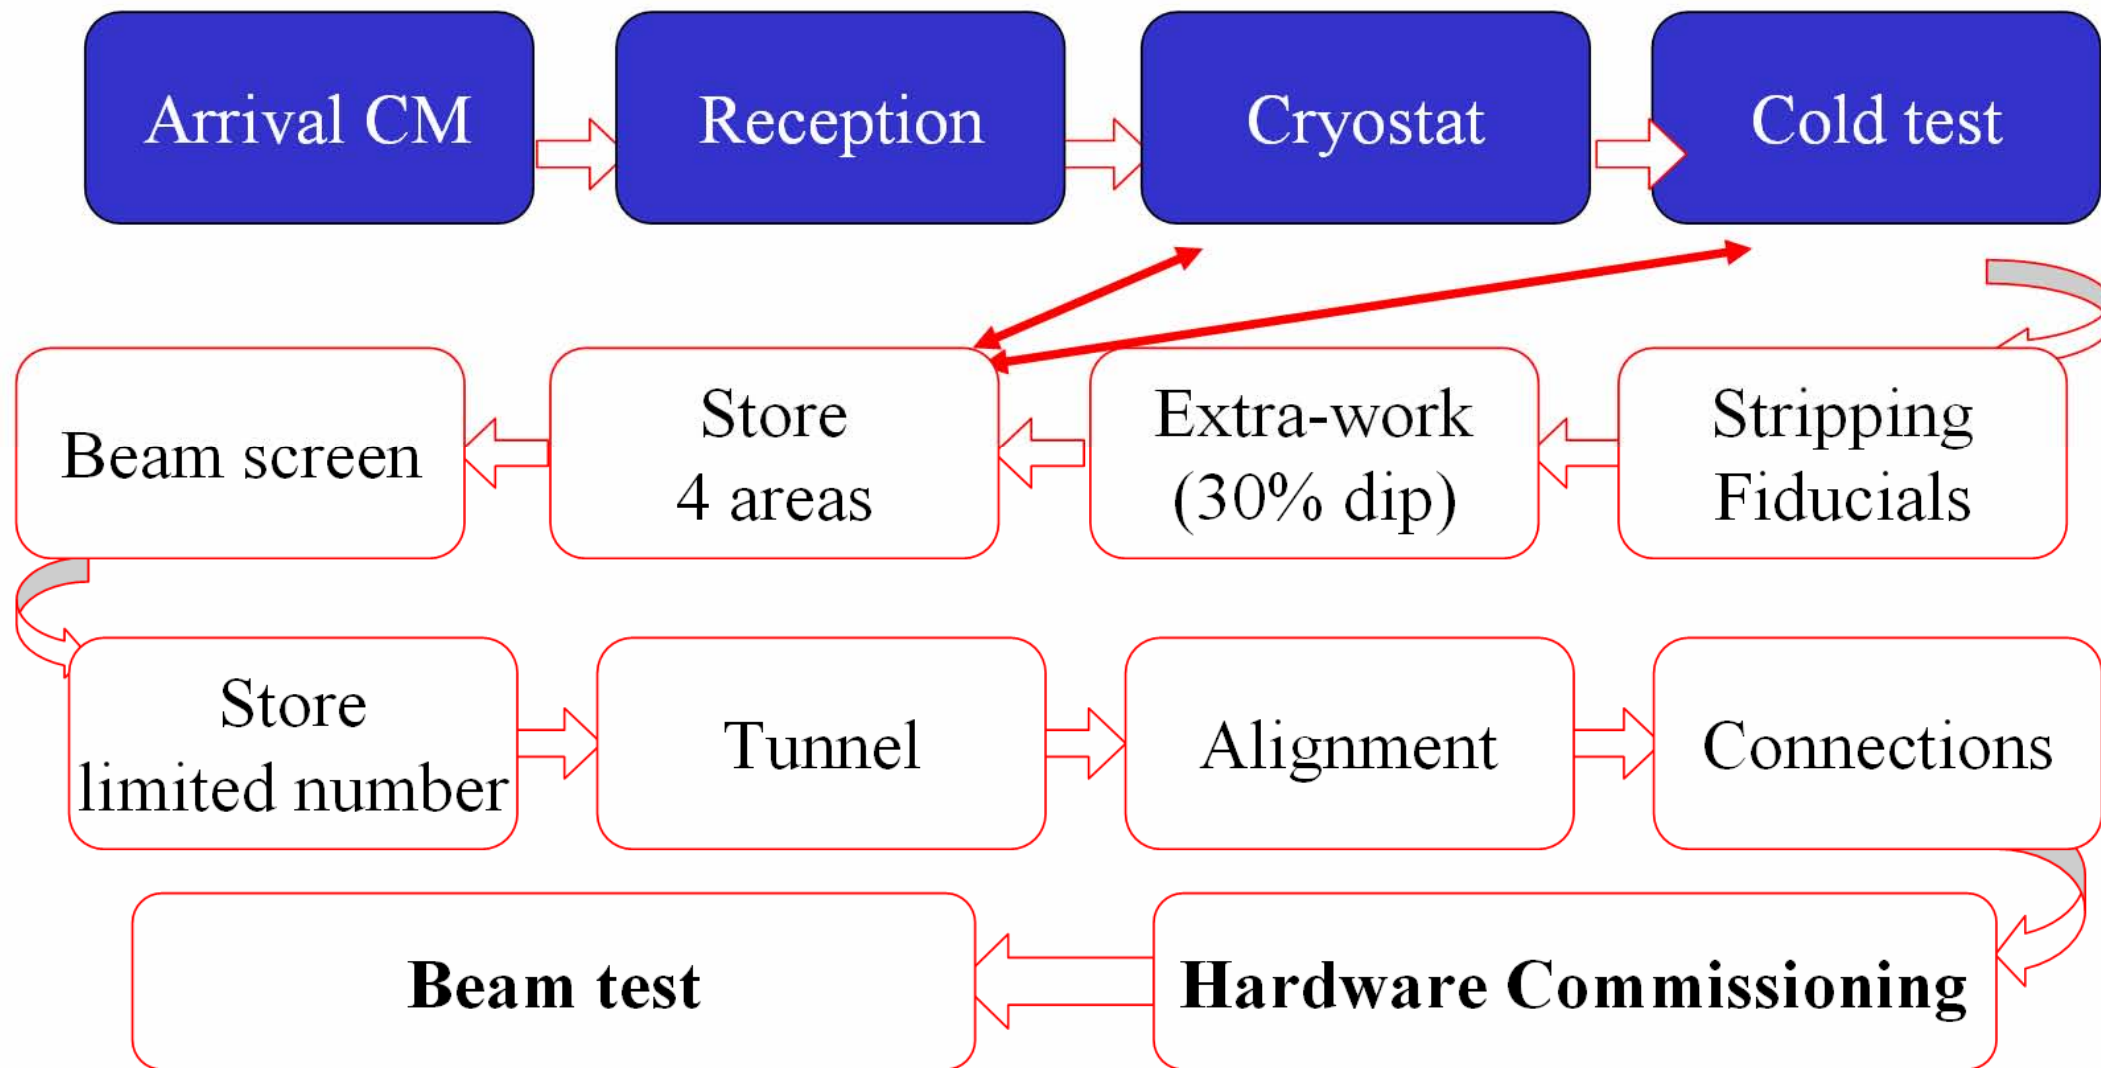 Arrival CM
Reception
Cryostat
Cold test
Beam screen
Store
4 areas
Extra-work
(30% dip)
Stripping
Fiducials
Store
limited number
Tunnel
Alignment
Connections
Beam test
Hardware Commissioning